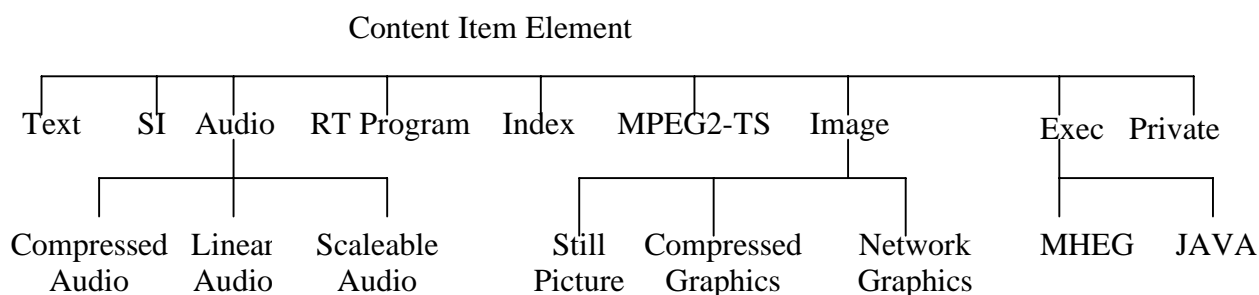 Content Item Element
Text SI Audio RT Program Index MPEG2-TS Image Exec Private
Compressed Linear Scaleable Still Compressed Network MHEG JAVA
Audio Audio Audio Picture Graphics Graphics